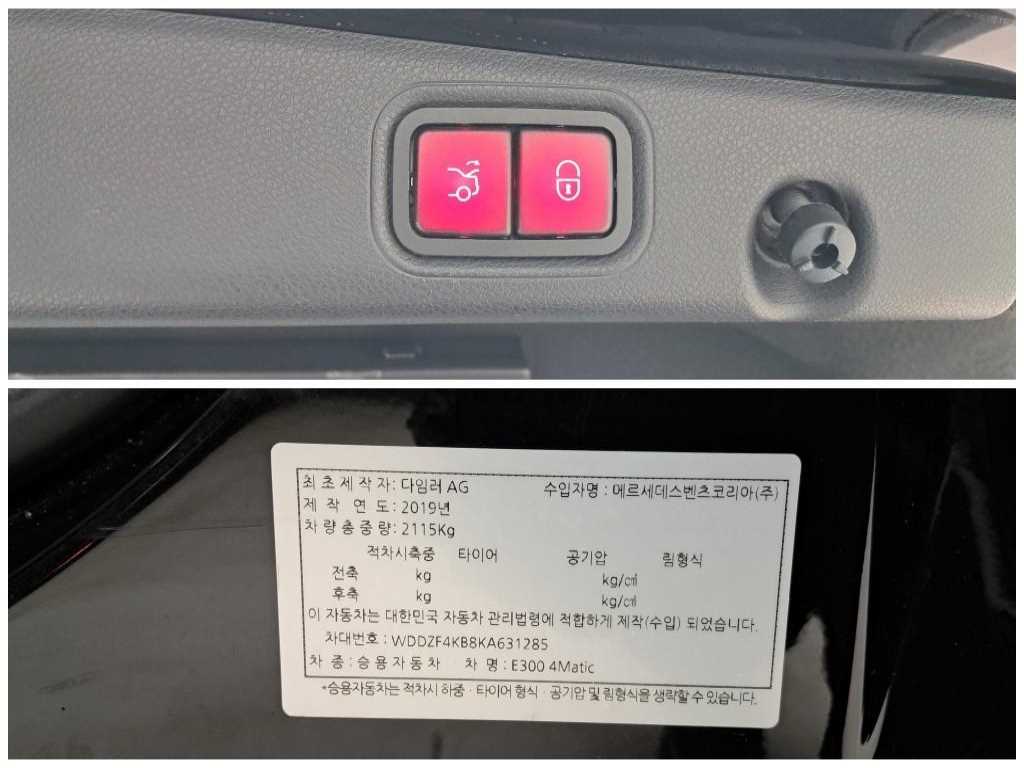 최초제작자: 다임러 AG 수입자명 : 메르세데스벤츠코리아(주)
제 작 연 도 : 2019년
차 량 총 중 량 : 2115Kg
적차시축중 타이어 공기압 림형식
전축 kg kg/㎠
후축 kg kg/㎠
이 자동차는 대한민국 자동차 관리법령에 적합하게 제작(수입) 되었습니다.
차대번호 : WDDZF4KB8KA631285
차 종 : 승 용 자 동 차 차 명 : E300 4Matic
*승용자동차는 적차시 하중 · 타이어 형식 · 공기압 및 림형식을 생략할 수 있습니다.